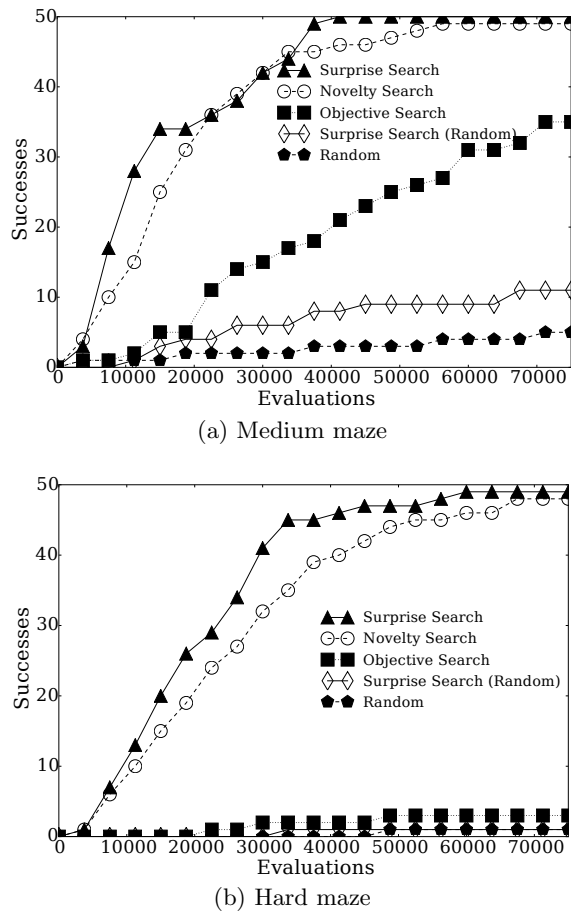 50
40
30
20
10
0
Successes
Surprise Search
Novelty Search
Objective Search
Surprise Search (Random)
Random
0 10000 20000 30000 40000 50000 60000 70000
Evaluations
(a) Medium maze
50
40
30
20
10
0
Successes
Surprise Search
Novelty Search
Objective Search
Surprise Search (Random)
Random
0 10000 20000 30000 40000 50000 60000 70000
Evaluations
(b) Hard maze